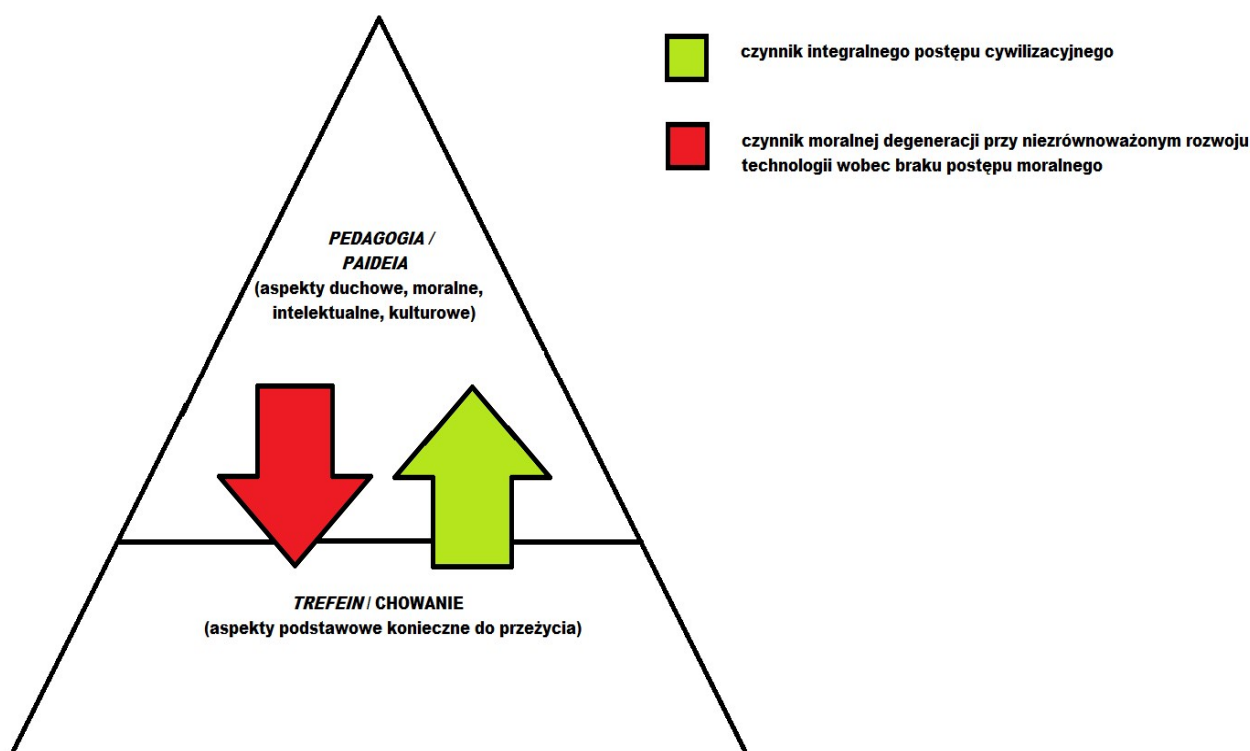 czynnik integralnego postępu cywilizacyjnego
czynnik moralnej degeneracji przy niezrównoważonym rozwoju
technologii wobec braku postępu moralnego
PEDAGOGIA /
PAIDEIA
(aspekty duchowe, moralne,
intelektualne, kulturowe)
TREFEIN / CHOWANIE
(aspekty podstawowe konieczne do przeżycia)